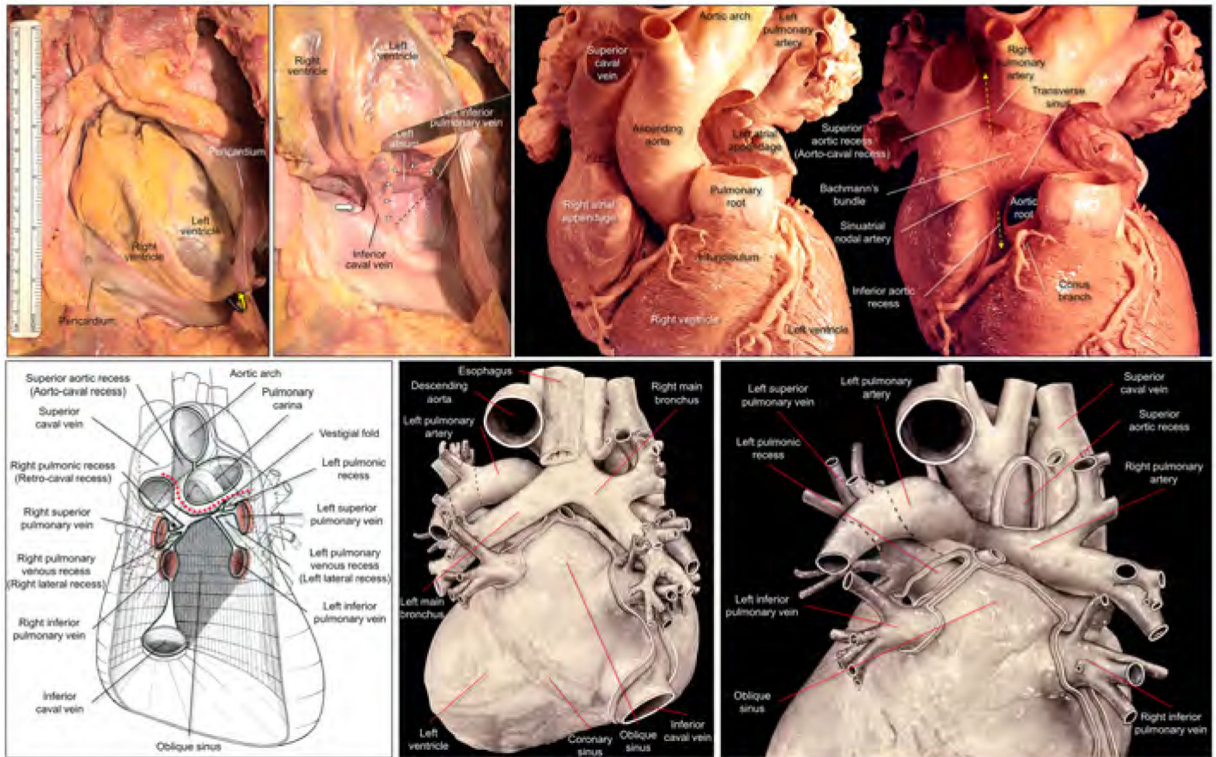 Right
ventricle
Left
ventricle
Left inferior
pulmonary vein
Left
atrium
Inferior
caval vein
Pericardium
Left
ventricle
Right
ventricle
Pericardium
Aortic arch
Left
pulmonary
artery
Superior
caval
vein
Ascending
aorta
Left atrial
appendage
Pulmonary
root
Right atrial
appendage
Infundibulum
Right ventricle
Left ventricle
Right
pulmonary
artery
Transverse
sinus
Superior
aortic recess
(Aorto-caval recess)
Bachmann's
bundle
Aortic
root
Sinuatrial
nodal artery
Inferior aortic
recess
Conus
branch
Superior aortic recess
(Aorto-caval recess)
Aortic arch
Pulmonary
carina
Superior
caval vein
Vestigial fold
Right pulmonic recess
(Retro-caval recess)
Left pulmonic
recess
Right superior
pulmonary vein
Left superior
pulmonary vein
Right pulmonary
venous recess
(Right lateral recess)
Left pulmonary
venous recess
(Left lateral recess)
Right inferior
pulmonary vein
Left inferior
pulmonary vein
Inferior
caval vein
Oblique sinus
Esophagus
Descending
aorta
Right main
bronchus
Left pulmonary
artery
Left main
bronchus
Left
ventricle
Coronary
sinus
Oblique
sinus
Inferior
caval vein
Left superior
pulmonary vein
Left pulmonary
artery
Superior
caval vein
Left pulmonic
recess
Superior
aortic recess
Right pulmonary
artery
Left inferior
pulmonary vein
Oblique
sinus
Right inferior
pulmonary vein